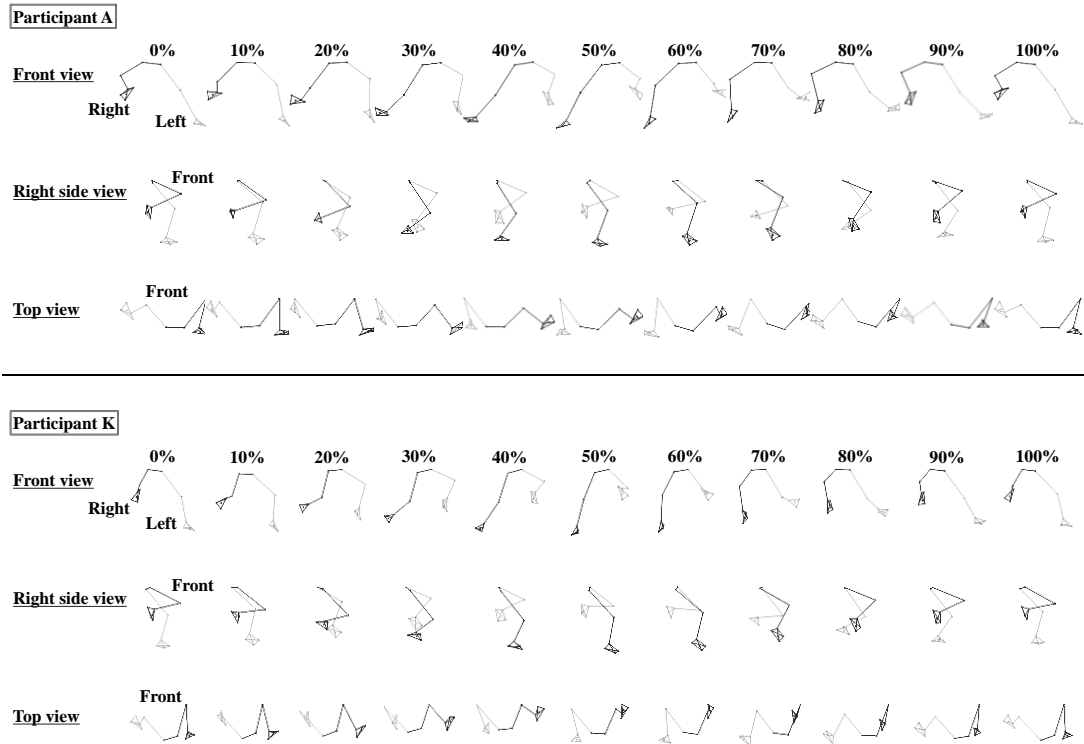 Participant A
0% 10% 20% 30% 40% 50% 60% 70% 80% 90% 100%
Front view
Right
Left
Front
Right side view
Front
Top view
Participant K
0% 10% 20% 30% 40% 50% 60% 70% 80% 90% 100%
Front view
Right
Left
Front
Right side view
Front
Top view